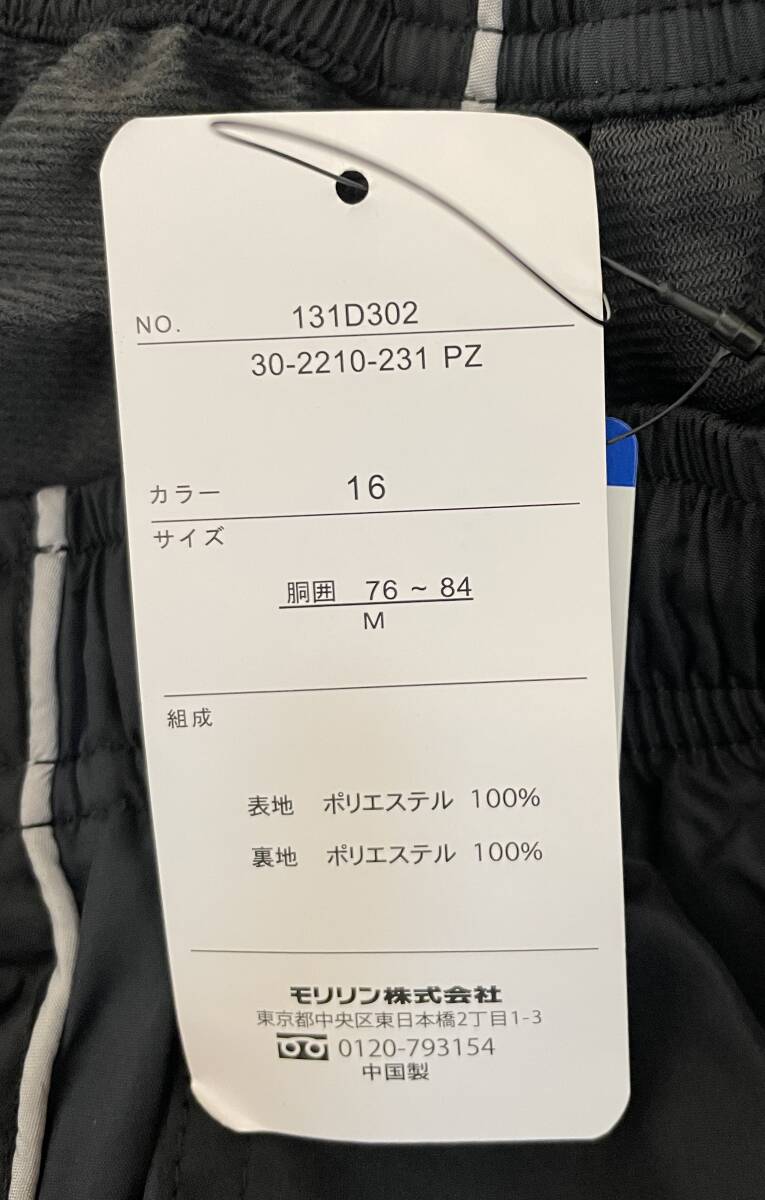 NO. 131D302
30-2210-231 PZ
カラー 16
サイズ
胴囲 76 ~ 84
M
組成
表地 ポリエステル 100%
裏地 ポリエステル 100%
モリリン株式会社
東京都中央区東日本橋2丁目1-3
0120-793154
中国製